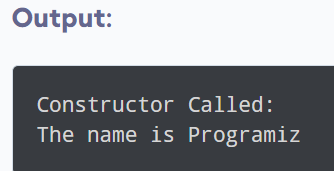 Output:
Constructor Called:
The name is Programiz